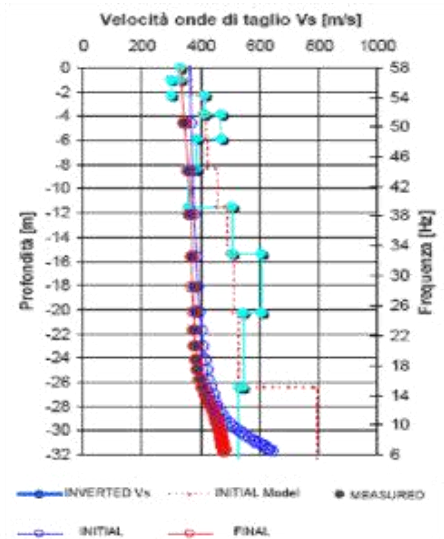 Velocità onde di taglio Vs [m/s]
0 200 400 600 800 1000
0 58
-2 54
-4 50
-6
-8 46
-10 42
-12 38
-14 33
-16
-18 30
-20 26
-22 22
-24 18
-26 15
-28
-30 10
-32 6
Profondità [m]
Frequenza [Hz]
INVERTED Vs INITIAL Model MEASURED
INITIAL FINAL